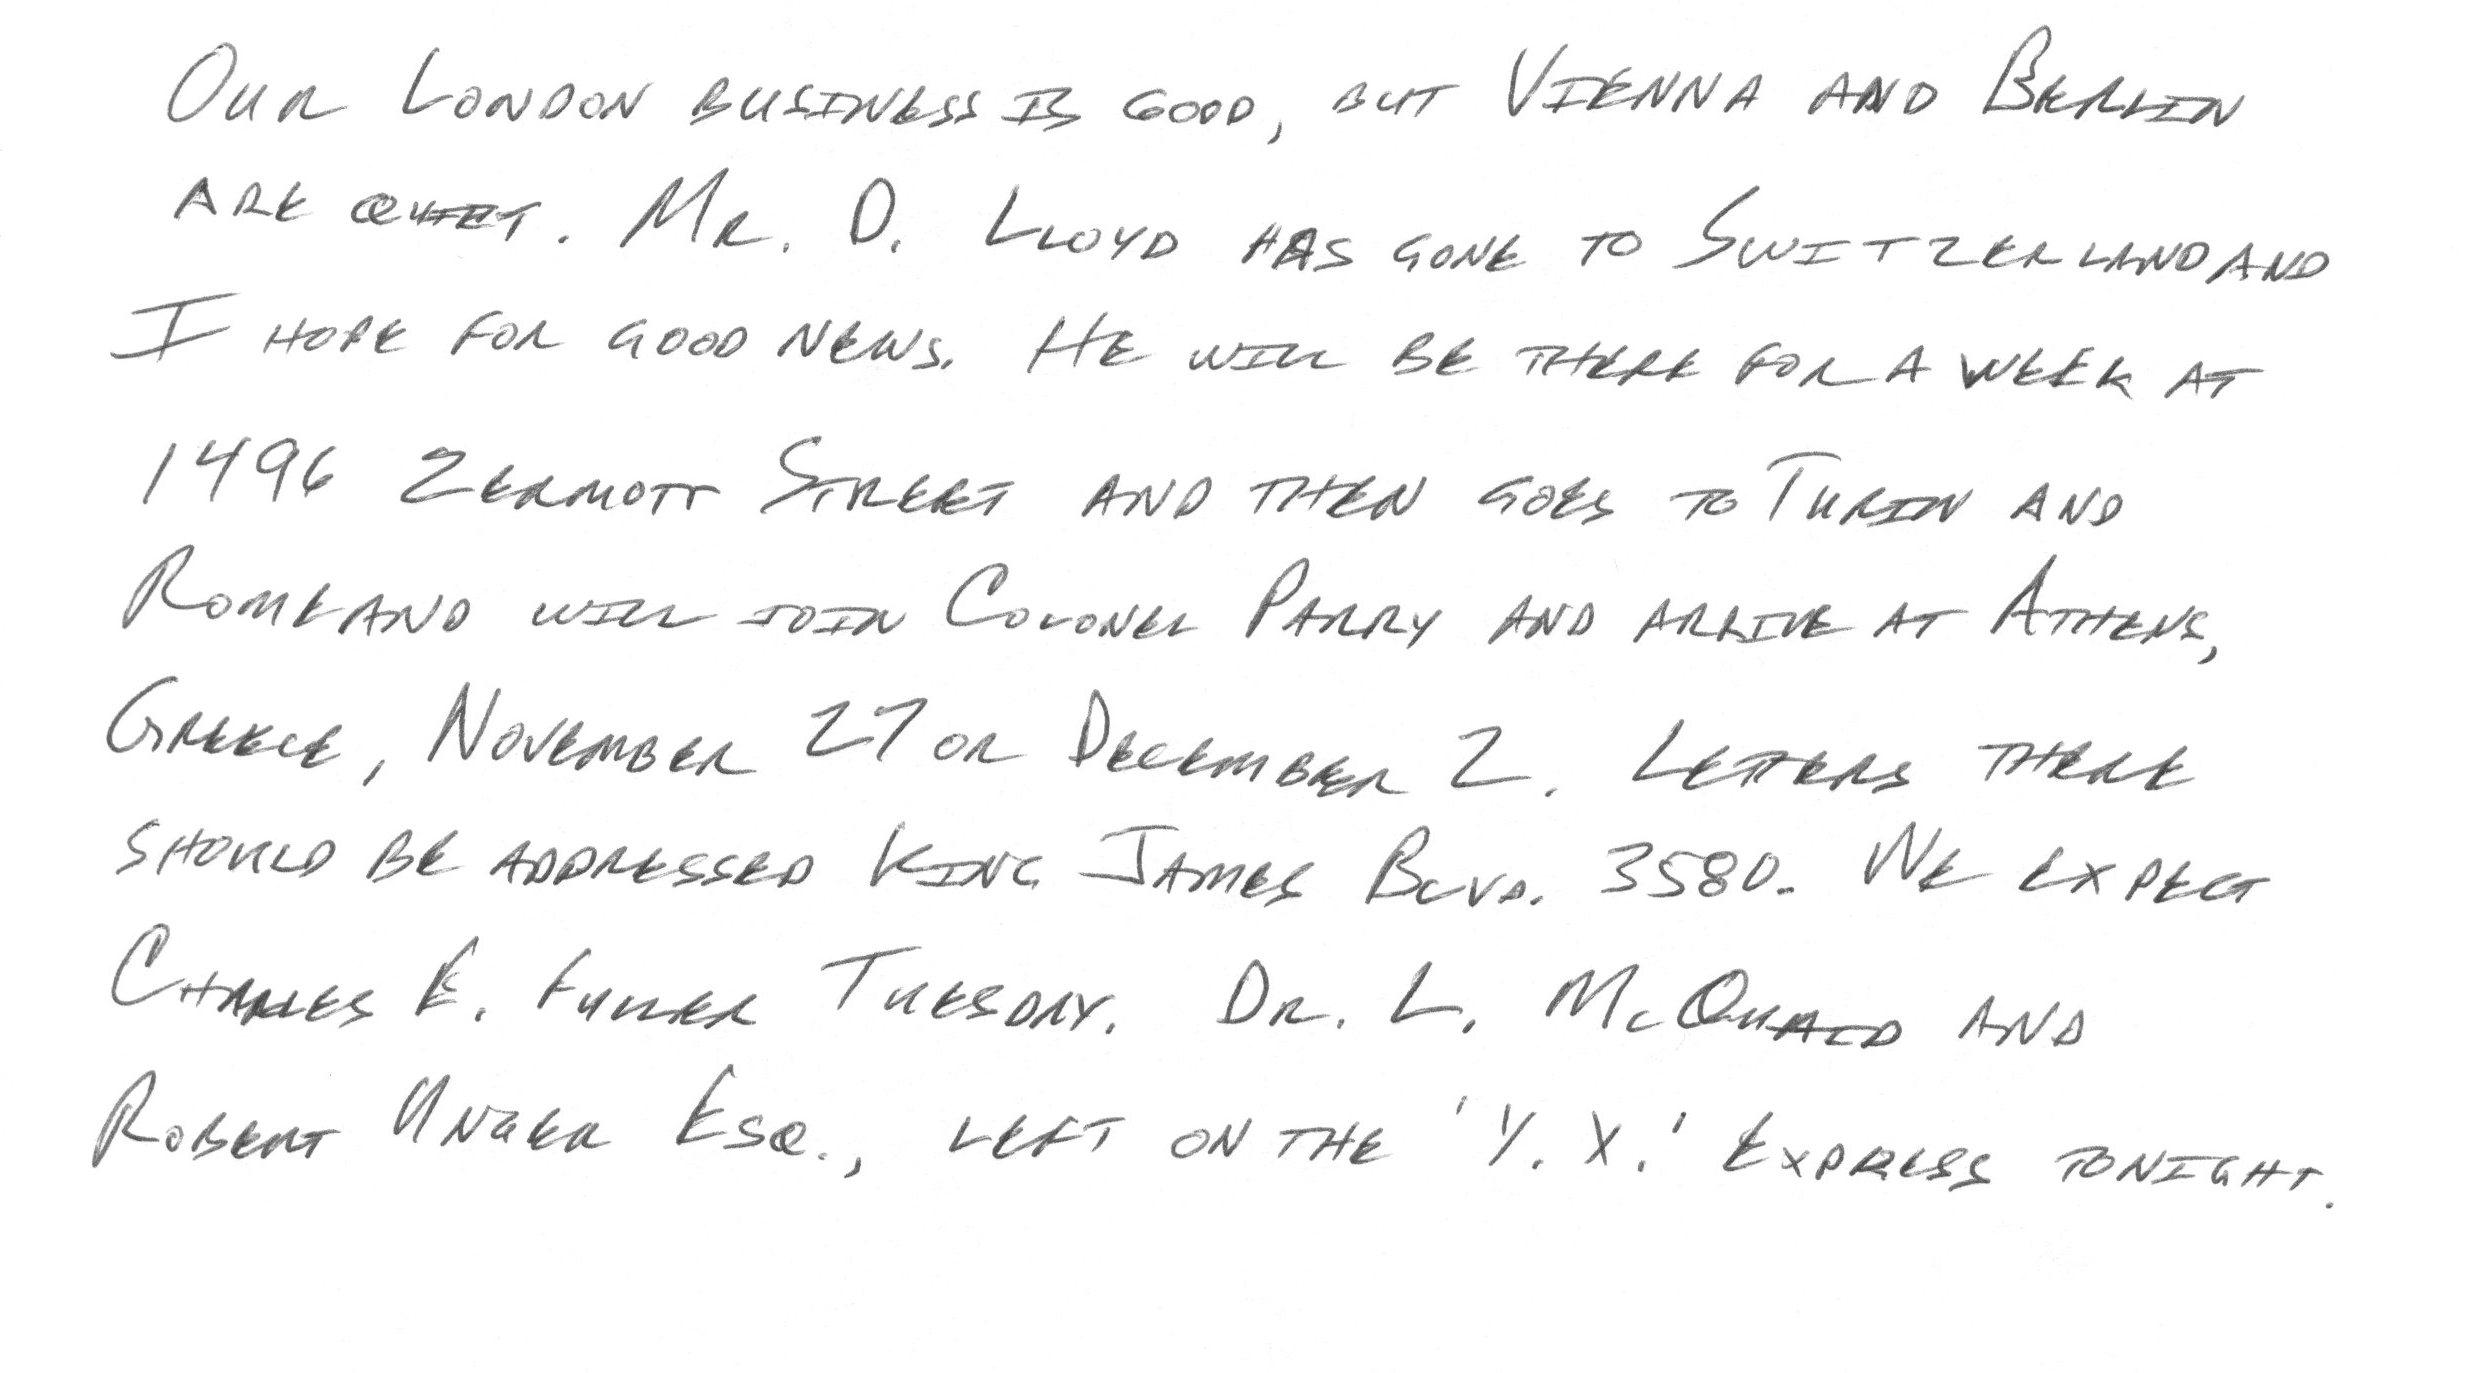 Our London business is good, but Vienna and Berlin
are quiet. Mr. D. Lloyd has gone to Switzerland and
I hope for good news. He will be there for a week at
1496 Zermott Street and then goes to Turin and
Rome and will join Colonel Parry and arrive at Athens,
Greece, November 27 or December 2. Letters there
should be addressed King James Blvd. 3580. We expect
Charles E. Fuller Tuesday. Dr. L. McQuaid and
Robert Unger Esq., left on the 'Y. X.' Express tonight.